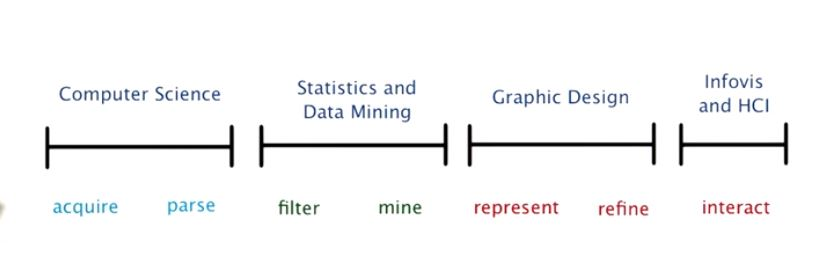 Computer Science
Statistics and
Data Mining
Graphic Design
Infovis
and HCI
acquire parse filter mine represent refine interact